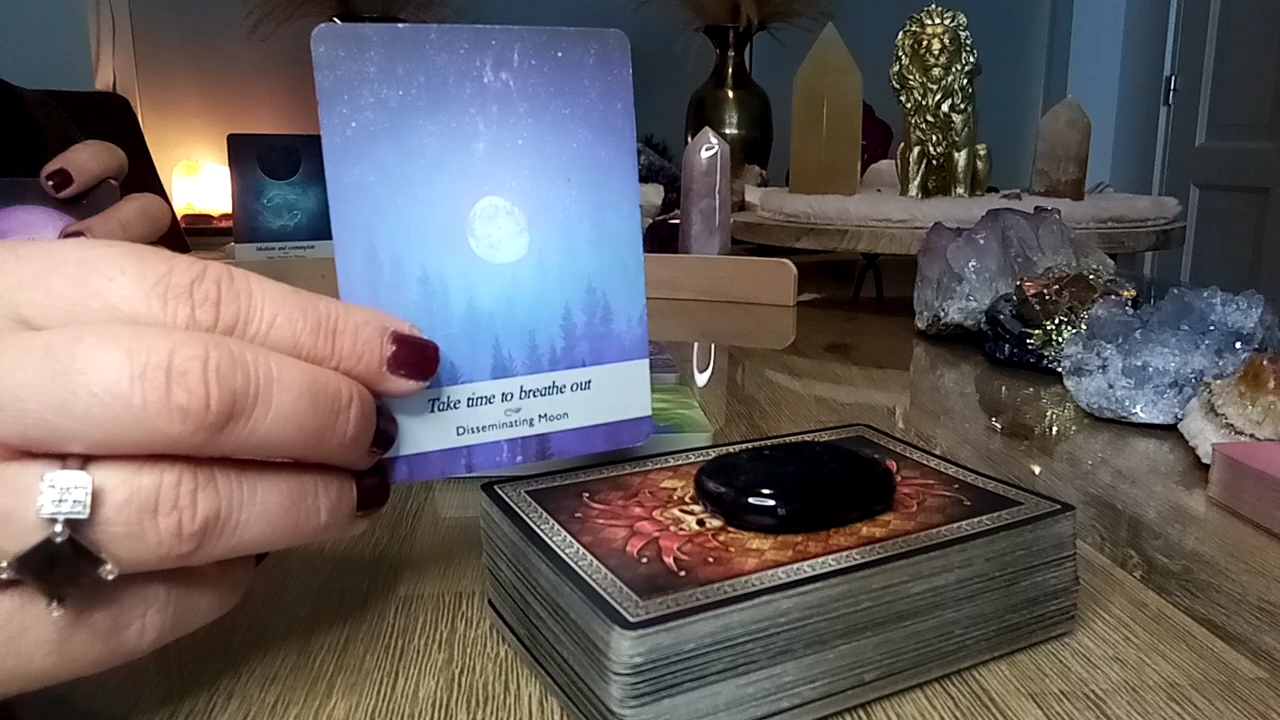 Meditate and contemplate
Take time to breathe out
Disseminating Moon